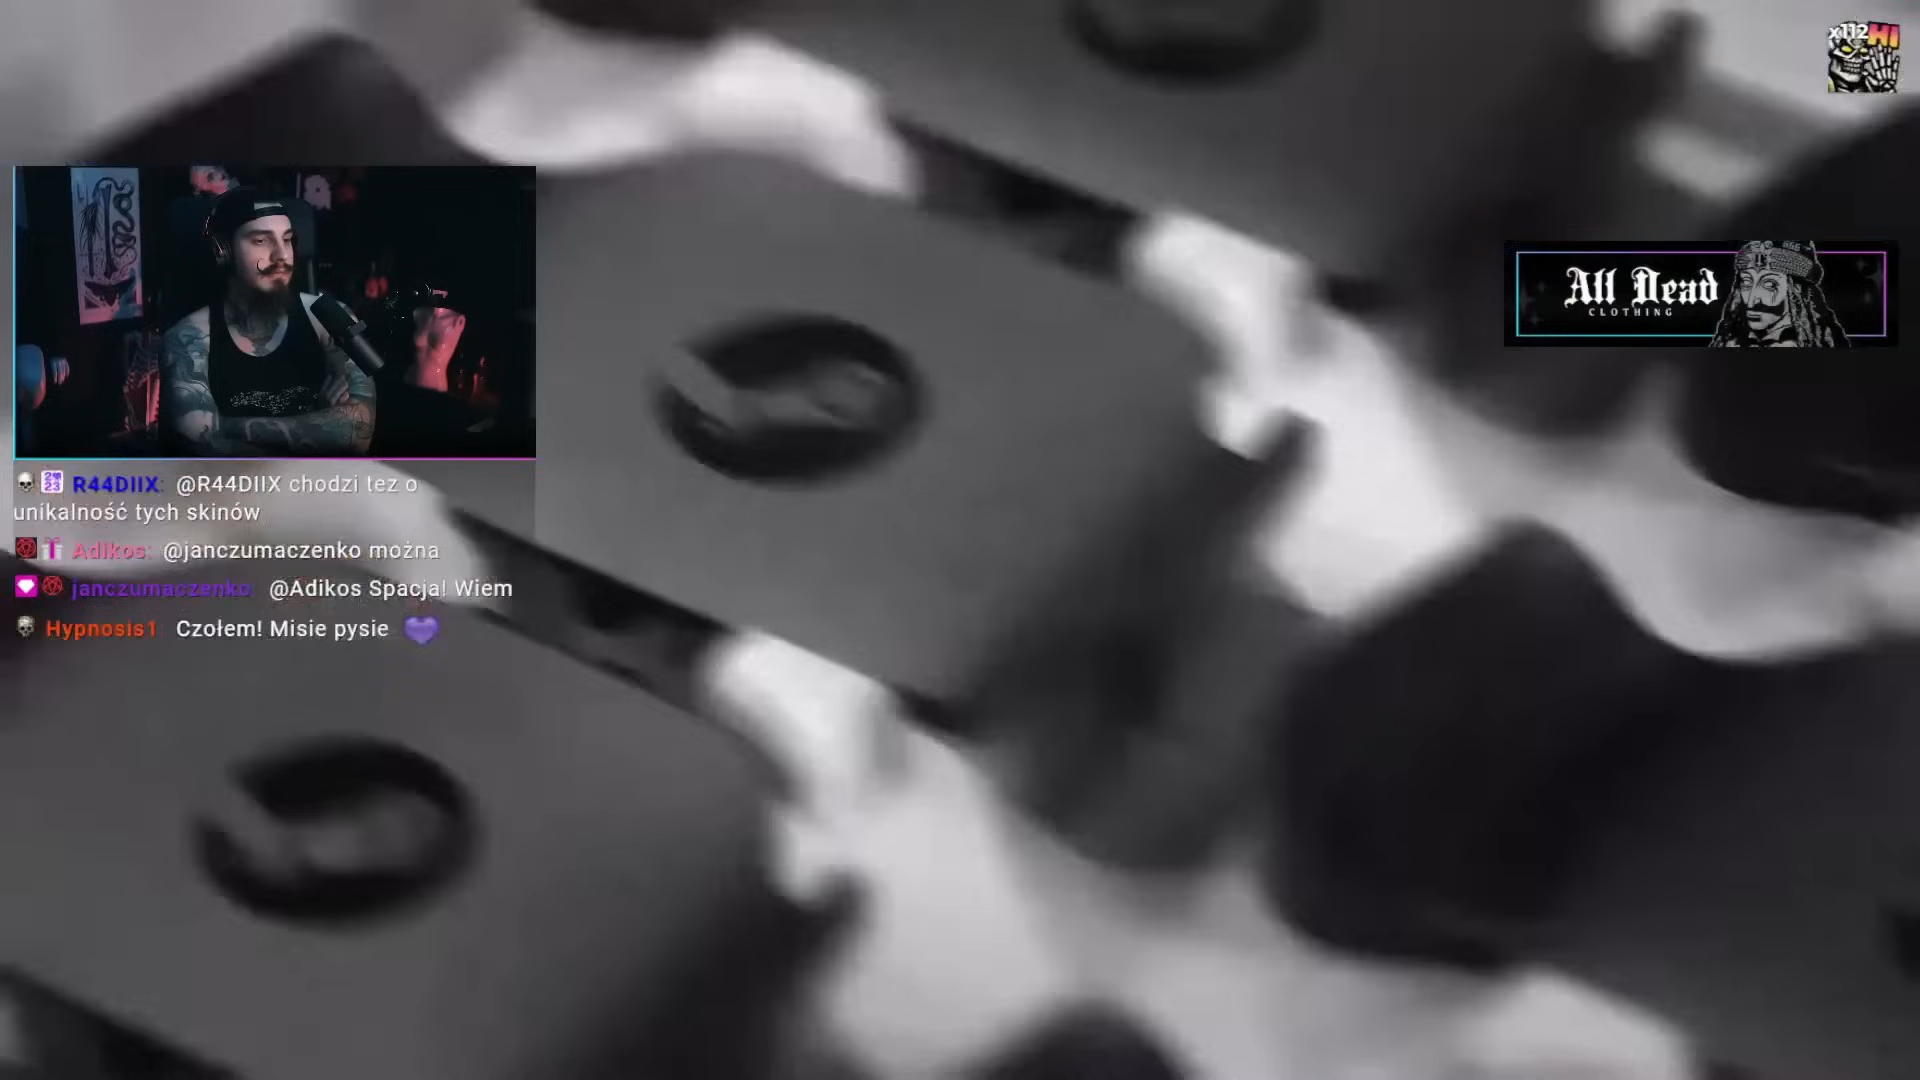 x112 HI
All Dead
CLOTHING
R44DIIX: @R44DIIX chodzi tez o
unikalność tych skinów
Adikos: @janczumaczenko można
janczumaczenko @Adikos Spacja! Wiem
Hypnosis1 Czołem! Misie pysie